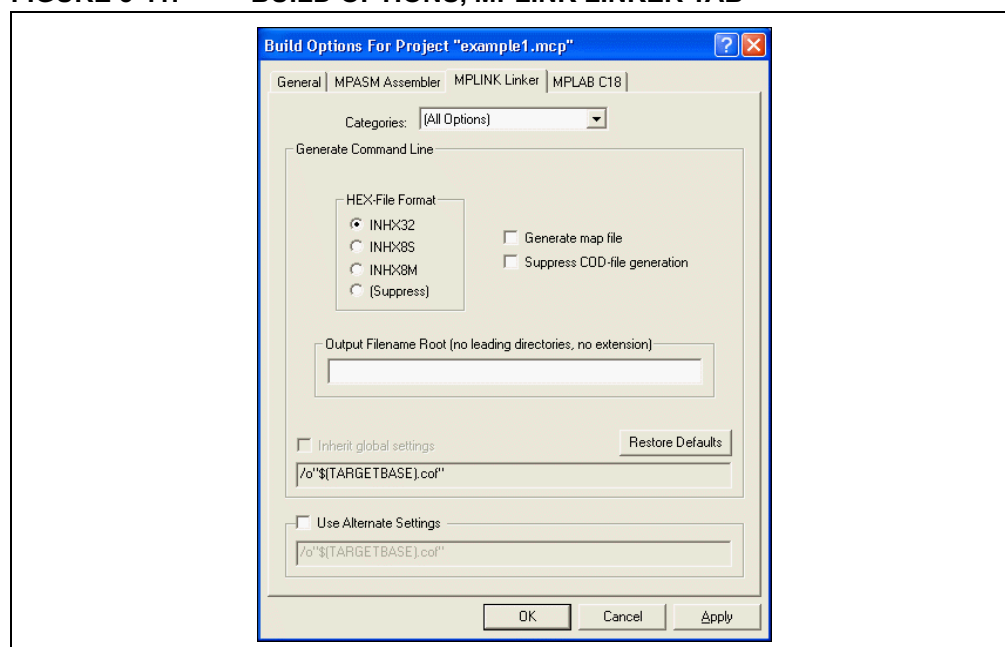 BUILD OPTIONS, MPLINK LINKER TAB
Build Options For Project "example1.mcp"
General MPASM Assembler MPLINK Linker MPLAB C18
Categories: (All Options)
Generate Command Line
HEX-File Format
INHX32
INHX8S
INHX8M
(Suppress)
Generate map file
Suppress COD-file generation
Output Filename Root (no leading directories, no extension)
Inherit global settings
Restore Defaults
/o"$(TARGETBASE).cof"
Use Alternate Settings
/o"$(TARGETBASE).cof"
OK Cancel Apply